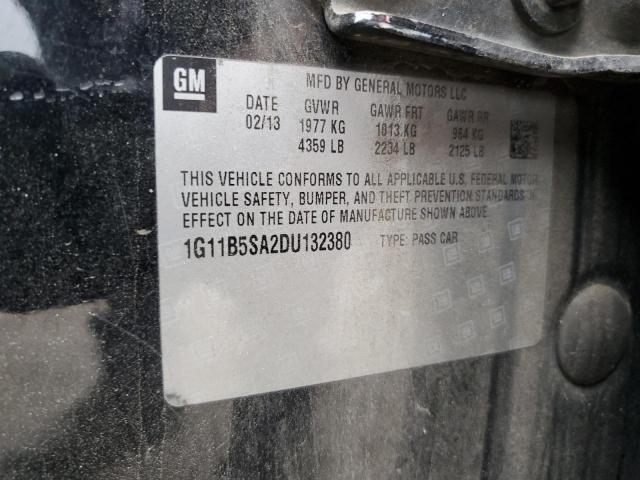 GM
MFD BY GENERAL MOTORS LLC
DATE GVWR GAWR FRT GAWR RR
02/13 1977 KG 1013 KG 964 KG
4359 LB 2234 LB 2125 LB
THIS VEHICLE CONFORMS TO ALL APPLICABLE U.S. FEDERAL MOTOR
VEHICLE SAFETY, BUMPER, AND THEFT PREVENTION STANDARDS IN
EFFECT ON THE DATE OF MANUFACTURE SHOWN ABOVE.
1G11B5SA2DU132380 TYPE: PASS CAR